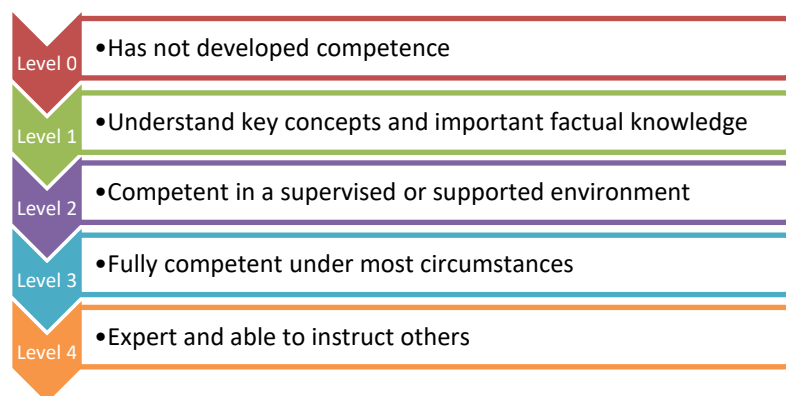 Level 0
•Has not developed competence
Level 1
•Understand key concepts and important factual knowledge
Level 2
•Competent in a supervised or supported environment
Level 3
•Fully competent under most circumstances
Level 4
•Expert and able to instruct others